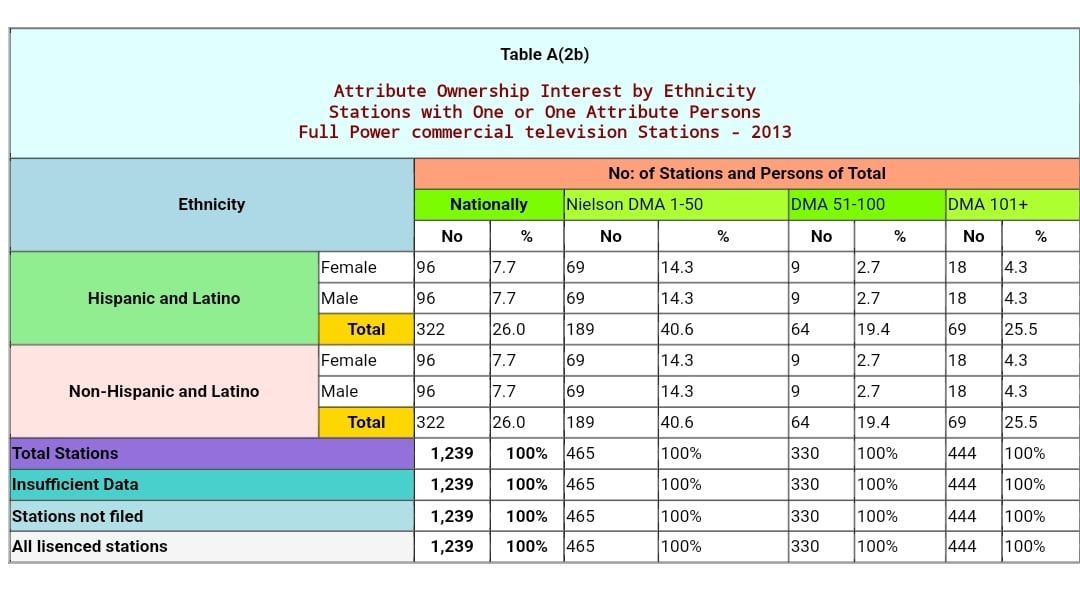 Table A(2b)
Attribute Ownership Interest by Ethnicity
Stations with One or One Attribute Persons
Full Power commercial television Stations - 2013
Ethnicity
No: of Stations and Persons of Total
Nationally Nielson DMA 1-50 DMA 51-100 DMA 101+
No % No % No % No %
Hispanic and Latino
Female 96 7.7 69 14.3 9 2.7 18 4.3
Male 96 7.7 69 14.3 9 2.7 18 4.3
Total 322 26.0 189 40.6 64 19.4 69 25.5
Non-Hispanic and Latino
Female 96 7.7 69 14.3 9 2.7 18 4.3
Male 96 7.7 69 14.3 9 2.7 18 4.3
Total 322 26.0 189 40.6 64 19.4 69 25.5
Total Stations 1,239 100% 465 100% 330 100% 444 100%
Insufficient Data 1,239 100% 465 100% 330 100% 444 100%
Stations not filed 1,239 100% 465 100% 330 100% 444 100%
All lisenced stations 1,239 100% 465 100% 330 100% 444 100%